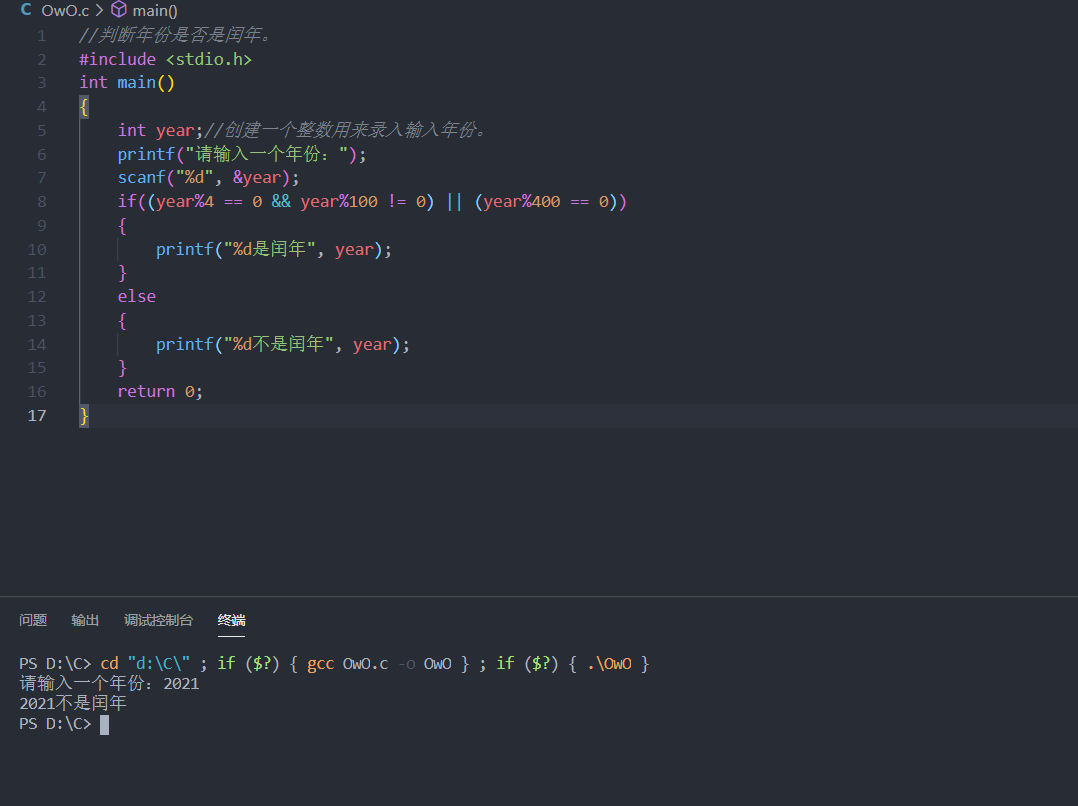 C OwO.c > main()
1 //判断年份是否是闰年。
2 #include <stdio.h>
3 int main()
4 {
5     int year;//创建一个整数用来录入输入年份。
6     printf("请输入一个年份：");
7     scanf("%d", &year);
8     if((year%4 == 0 && year%100 != 0) || (year%400 == 0))
9     {
10         printf("%d是闰年", year);
11     }
12     else
13     {
14         printf("%d不是闰年", year);
15     }
16     return 0;
17 }
问题 输出 调试控制台 终端
PS D:\C> cd "d:\C\" ; if ($?) { gcc OwO.c -o OwO } ; if ($?) { .\OwO }
请输入一个年份：2021
2021不是闰年
PS D:\C>